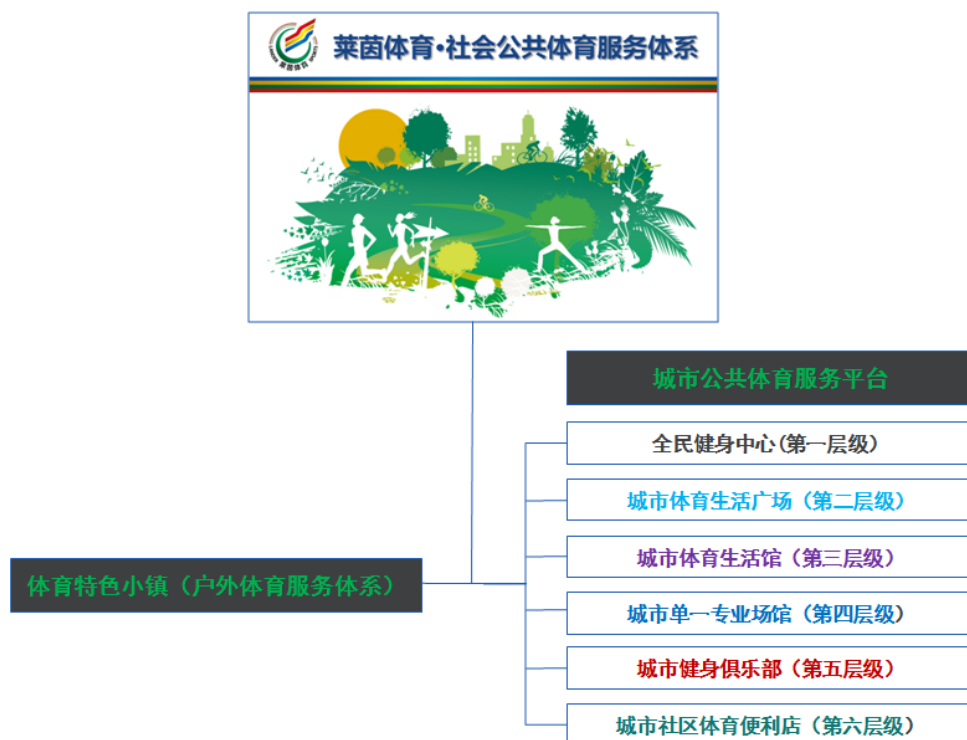 莱茵体育·社会公共体育服务体系
莱茵体育
城市公共体育服务平台
全民健身中心(第一层级）
城市体育生活广场（第二层级）
城市体育生活馆（第三层级）
体育特色小镇（户外体育服务体系）
城市单一专业场馆（第四层级）
城市健身俱乐部（第五层级）
城市社区体育便利店（第六层级）